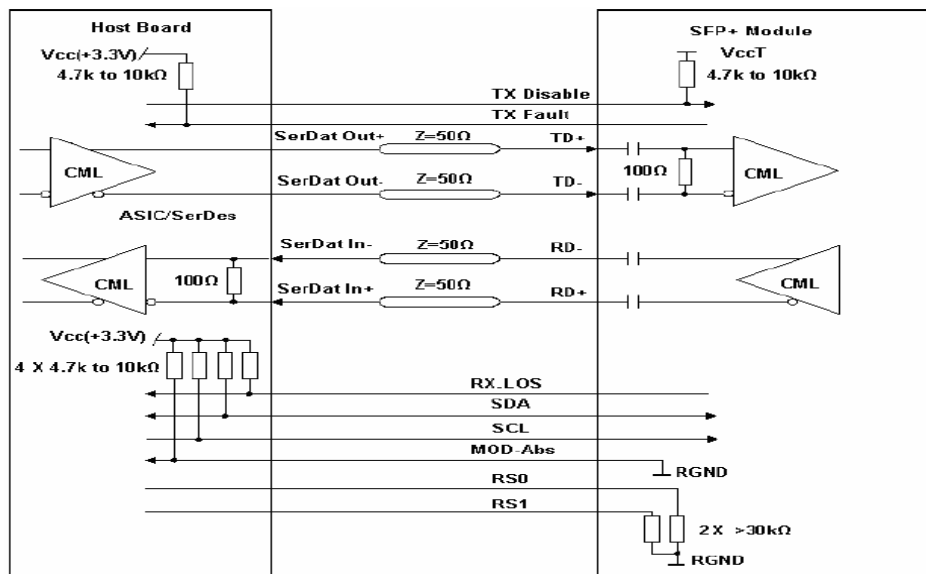 Host Board
SFP+ Module
Vcc(+3.3V)
4.7k to 10kΩ
VccT
4.7k to 10kΩ
TX Disable
TX Fault
SerDat Out+
Z=50Ω
TD+
CML
100Ω
CML
SerDat Out-
Z=50Ω
TD-
ASIC/SerDes
SerDat In-
Z=50Ω
RD-
CML
100Ω
CML
SerDat In+
Z=50Ω
RD+
Vcc(+3.3V)
4 X 4.7k to 10kΩ
RX-LOS
SDA
SCL
MOD-Abs
RGND
RS0
RS1
2 X >30kΩ
RGND